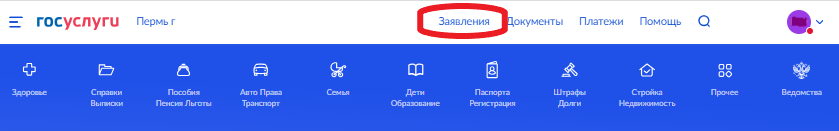 госуслуги Пермь г Заявления Документы Платежи Помощь
Здоровье Справки Пособия Авто Права Семья Дети Паспорта Штрафы Стройка Прочее Ведомства
Выписки Пенсия Льготы Транспорт Образование Регистрация Долги Недвижимость